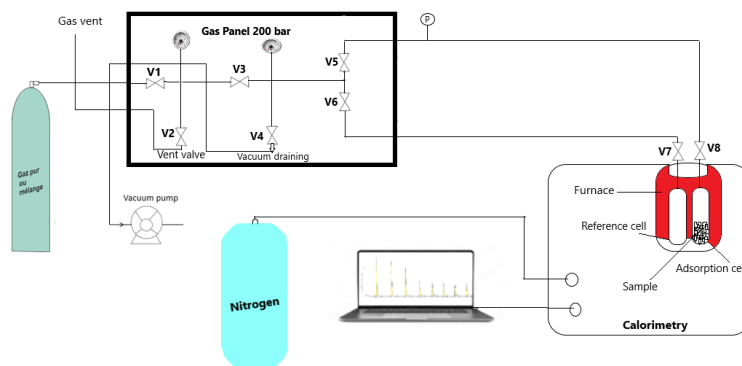 Gas vent
Gas Panel 200 bar
P
V1
V3
V5
V6
V2
V4
Vent valve
Vacuum draining
V7
V8
Gaz pur
ou
mélange
Vacuum pump
Furnace
Reference cell
Adsorption ce
Sample
Nitrogen
Calorimetry